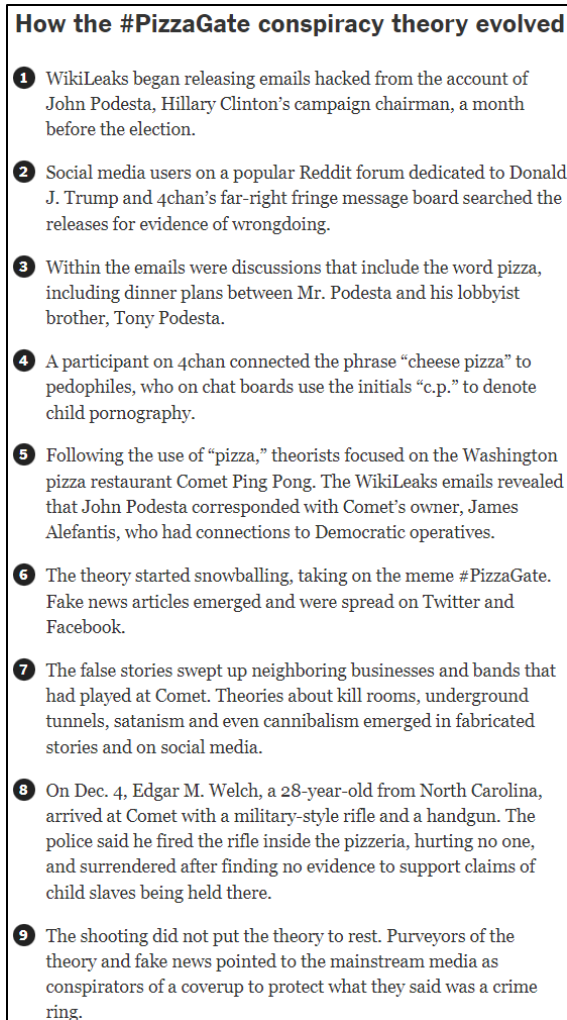 How the #PizzaGate conspiracy theory evolved
1 WikiLeaks began releasing emails hacked from the account of
John Podesta, Hillary Clinton’s campaign chairman, a month
before the election.
2 Social media users on a popular Reddit forum dedicated to Donald
J. Trump and 4chan’s far-right fringe message board searched the
releases for evidence of wrongdoing.
3 Within the emails were discussions that include the word pizza,
including dinner plans between Mr. Podesta and his lobbyist
brother, Tony Podesta.
4 A participant on 4chan connected the phrase “cheese pizza” to
pedophiles, who on chat boards use the initials “c.p.” to denote
child pornography.
5 Following the use of “pizza,” theorists focused on the Washington
pizza restaurant Comet Ping Pong. The WikiLeaks emails revealed
that John Podesta corresponded with Comet’s owner, James
Alefantis, who had connections to Democratic operatives.
6 The theory started snowballing, taking on the meme #PizzaGate.
Fake news articles emerged and were spread on Twitter and
Facebook.
7 The false stories swept up neighboring businesses and bands that
had played at Comet. Theories about kill rooms, underground
tunnels, satanism and even cannibalism emerged in fabricated
stories and on social media.
8 On Dec. 4, Edgar M. Welch, a 28-year-old from North Carolina,
arrived at Comet with a military-style rifle and a handgun. The
police said he fired the rifle inside the pizzeria, hurting no one,
and surrendered after finding no evidence to support claims of
child slaves being held there.
9 The shooting did not put the theory to rest. Purveyors of the
theory and fake news pointed to the mainstream media as
conspirators of a coverup to protect what they said was a crime
ring.